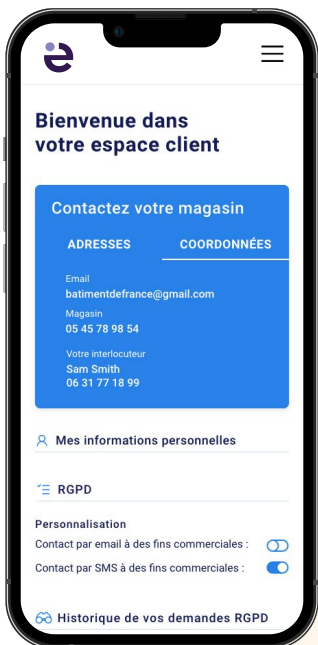 ë
Bienvenue dans
votre espace client
Contactez votre magasin
ADRESSES COORDONNÉES
Email
batimentdefrance@gmail.com
Magasin
05 45 78 98 54
Votre interlocuteur
Sam Smith
06 31 77 18 99
Mes informations personnelles
RGPD
Personnalisation
Contact par email à des fins commerciales :
Contact par SMS à des fins commerciales :
Historique de vos demandes RGPD